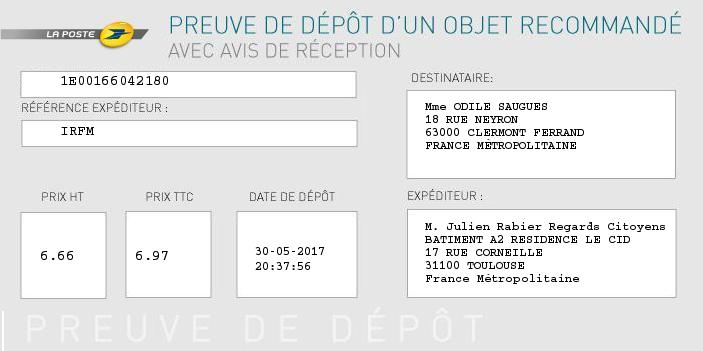 LA POSTE
PREUVE DE DÉPÔT D'UN OBJET RECOMMANDÉ
AVEC AVIS DE RÉCEPTION
1E00166042180
RÉFÉRENCE EXPÉDITEUR :
IRFM
DESTINATAIRE:
Mme ODILE SAUGUES
18 RUE NEYRON
63000 CLERMONT FERRAND
FRANCE MÉTROPOLITAINE
PRIX HT
6.66
PRIX TTC
6.97
DATE DE DÉPÔT
30-05-2017
20:37:56
EXPÉDITEUR :
M. Julien Rabier Regards Citoyens
BATIMENT A2 RESIDENCE LE CID
17 RUE CORNEILLE
31100 TOULOUSE
France Métropolitaine
PREUVE DE DÉPÔT